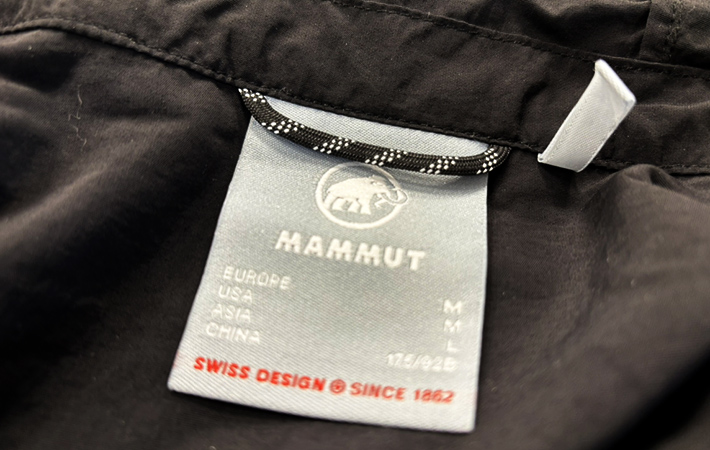 MAMMUT
EUROPE M
USA M
ASIA L
CHINA 175/92B
SWISS DESIGN ⊕ SINCE 1862